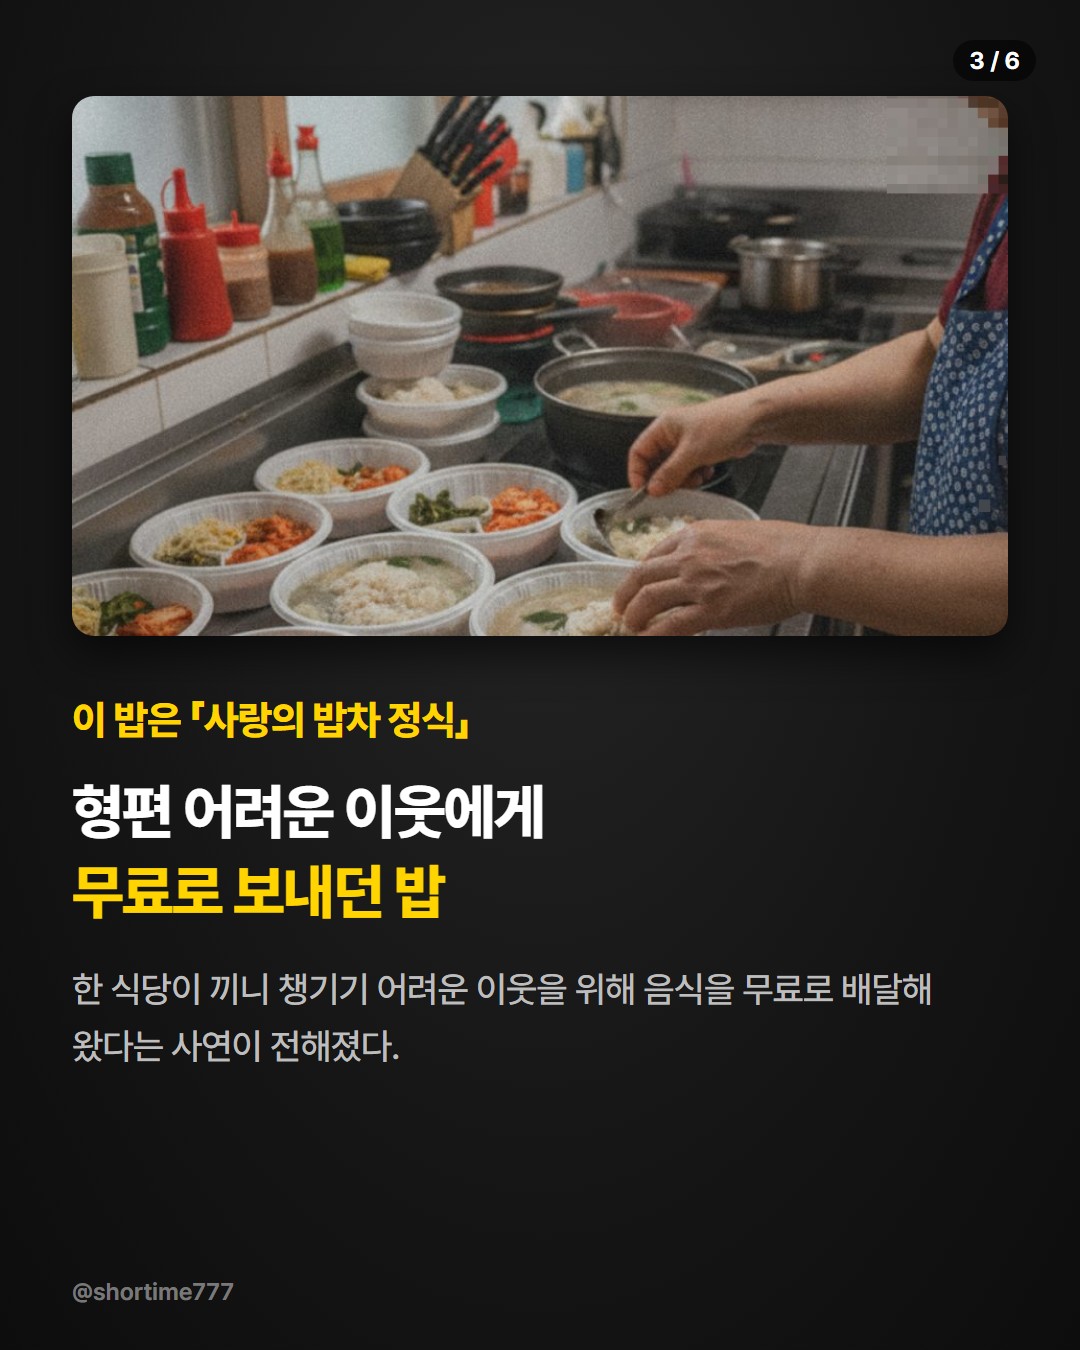 3 / 6
이 밥은 「사랑의 밥차 정식」
형편 어려운 이웃에게
무료로 보내던 밥
한 식당이 끼니 챙기기 어려운 이웃을 위해 음식을 무료로 배달해
왔다는 사연이 전해졌다.
@shortime777